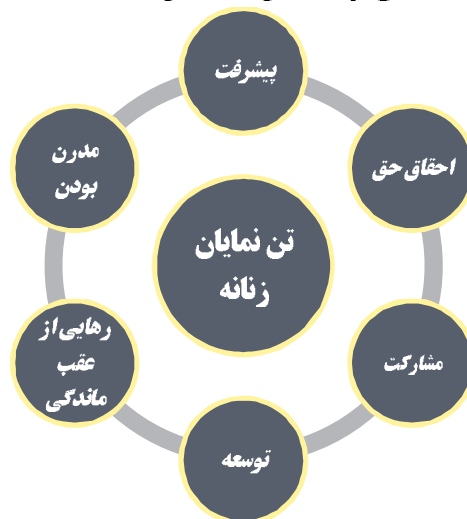 پیشرفت
احقاق حق
مشارکت
توسعه
رهایی از
عقب
ماندگی
مدرن
بودن
تن نمایان
زنانه